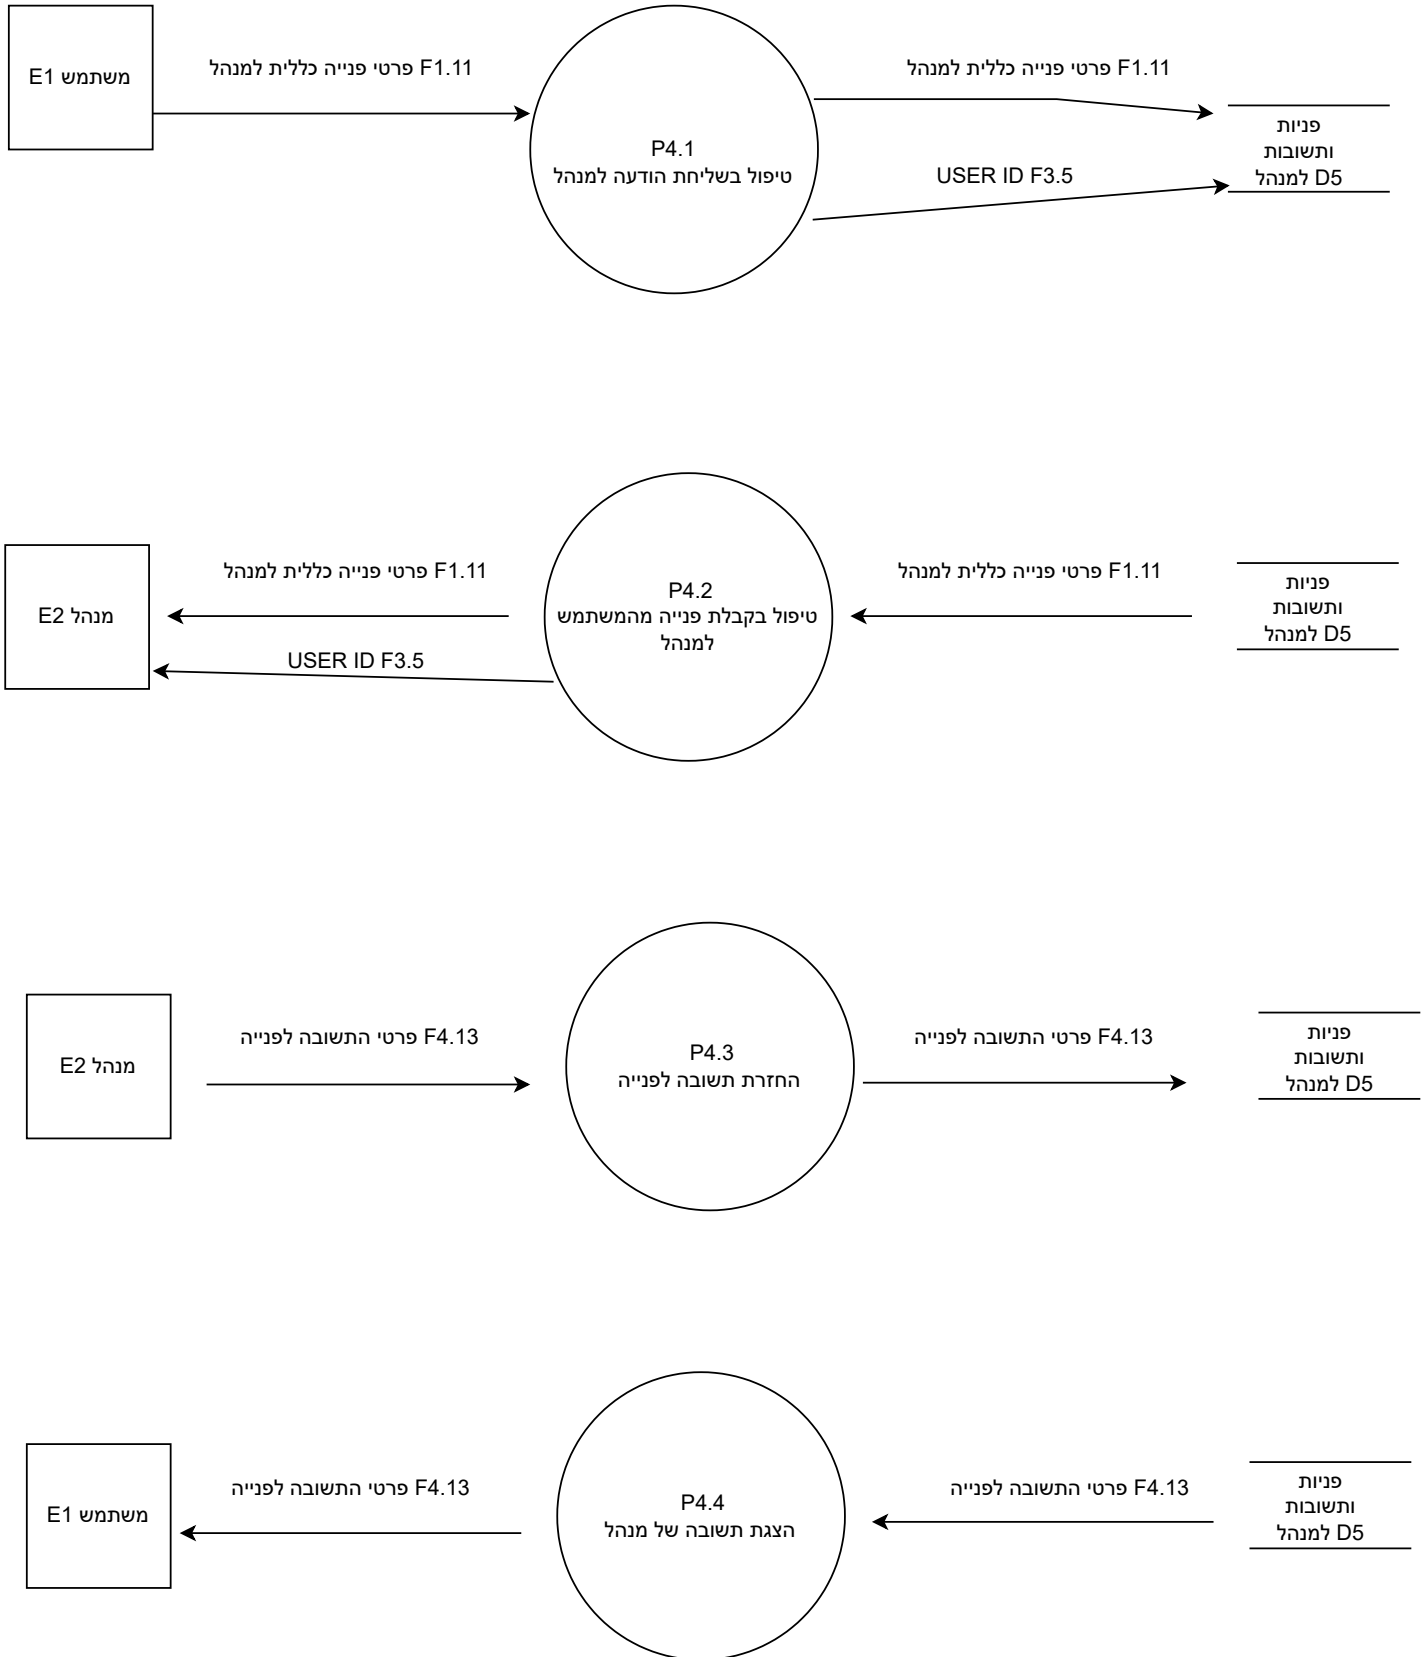 משתמש E1
F1.11 פרטי פנייה כללית למנהל
P4.1
טיפול בשליחת הודעה למנהל
F1.11 פרטי פנייה כללית למנהל
USER ID F3.5
פניות
ותשובות
למנהל D5
מנהל E2
F1.11 פרטי פנייה כללית למנהל
USER ID F3.5
P4.2
טיפול בקבלת פנייה מהמשתמש
למנהל
F1.11 פרטי פנייה כללית למנהל
פניות
ותשובות
למנהל D5
מנהל E2
F4.13 פרטי התשובה לפנייה
P4.3
החזרת תשובה לפנייה
F4.13 פרטי התשובה לפנייה
פניות
ותשובות
למנהל D5
משתמש E1
F4.13 פרטי התשובה לפנייה
P4.4
הצגת תשובה של מנהל
F4.13 פרטי התשובה לפנייה
פניות
ותשובות
למנהל D5